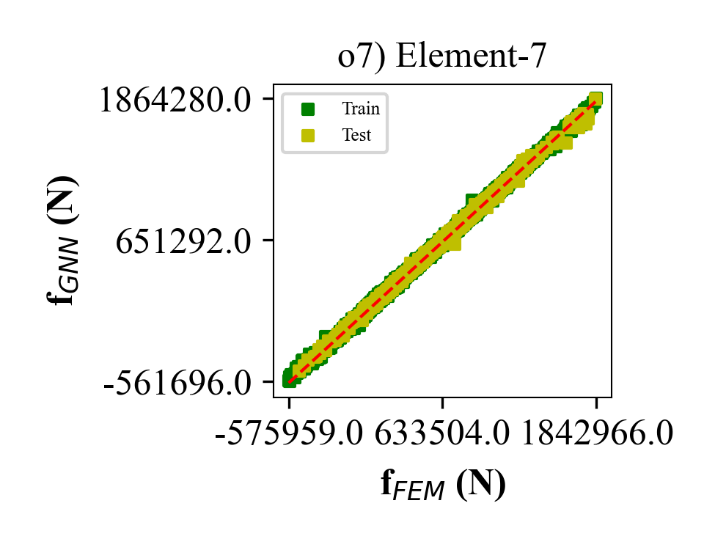 o7) Element-7
1864280.0
Train
Test
f_GNN (N)
651292.0
-561696.0
-575959.0 633504.0 1842966.0
f_FEM (N)